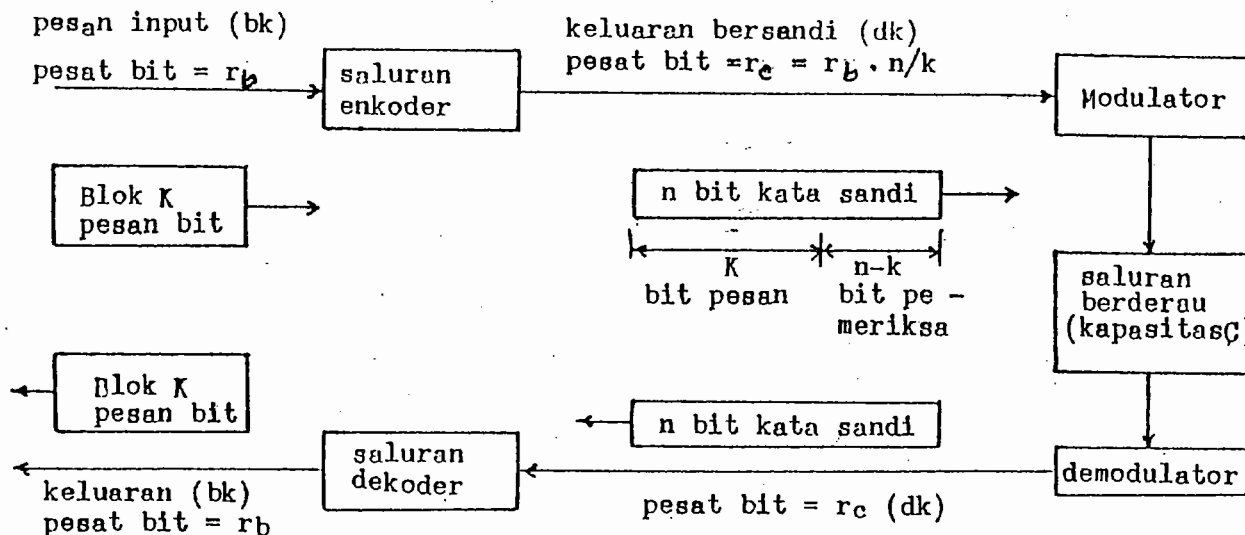 pesan input (bk)
pesat bit = rb
saluran
enkoder
keluaran bersandi (dk)
pesat bit =rc = rb . n/k
Modulator
Blok K
pesan bit
n bit kata sandi
K
bit pesan
n-k
bit pe -
meriksa
saluran
berderau
(kapasitasC)
Blok K
pesan bit
n bit kata sandi
saluran
dekoder
demodulator
keluaran (bk)
pesat bit = rb
pesat bit = rc (dk)